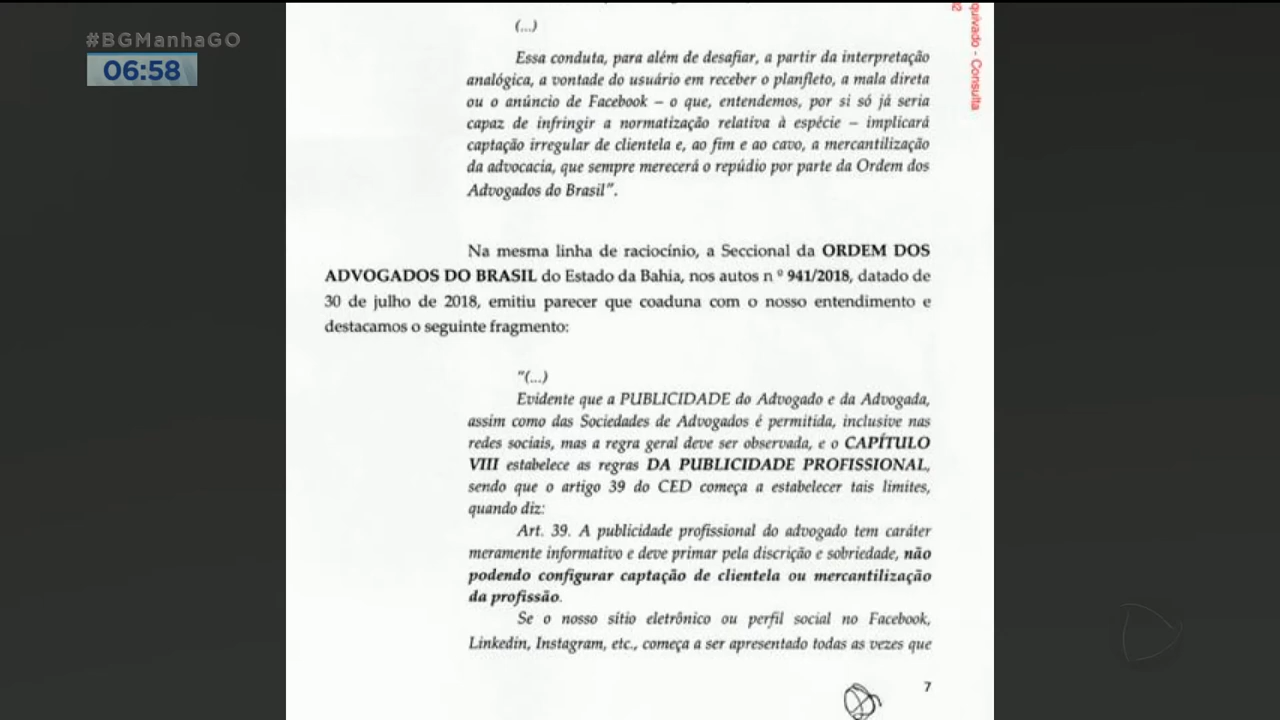 #BGManhaGO
06:58
(...)
Essa conduta, para além de desafiar, a partir da interpretação
analógica, a vontade do usuário em receber o planfleto, a mala direta
ou o anúncio de Facebook – o que, entendemos, por si só já seria
capaz de infringir a normatização relativa à espécie – implicará
captação irregular de clientela e, ao fim e ao cavo, a mercantilização
da advocacia, que sempre merecerá o repúdio por parte da Ordem dos
Advogados do Brasil".
Na mesma linha de raciocínio, a Seccional da ORDEM DOS
ADVOGADOS DO BRASIL do Estado da Bahia, nos autos n º 941/2018, datado de
30 de julho de 2018, emitiu parecer que coaduna com o nosso entendimento e
destacamos o seguinte fragmento:
"(...)
Evidente que a PUBLICIDADE do Advogado e da Advogada,
assim como das Sociedades de Advogados é permitida, inclusive nas
redes sociais, mas a regra geral deve ser observada, e o CAPÍTULO
VIII estabelece as regras DA PUBLICIDADE PROFISSIONAL,
sendo que o artigo 39 do CED começa a estabelecer tais limites,
quando diz:
Art. 39. A publicidade profissional do advogado tem caráter
meramente informativo e deve primar pela discrição e sobriedade, não
podendo configurar captação de clientela ou mercantilização
da profissão.
Se o nosso sítio eletrônico ou perfil social no Facebook,
Linkedin, Instagram, etc., começa a ser apresentado todas as vezes que
7
quivado - Consulta